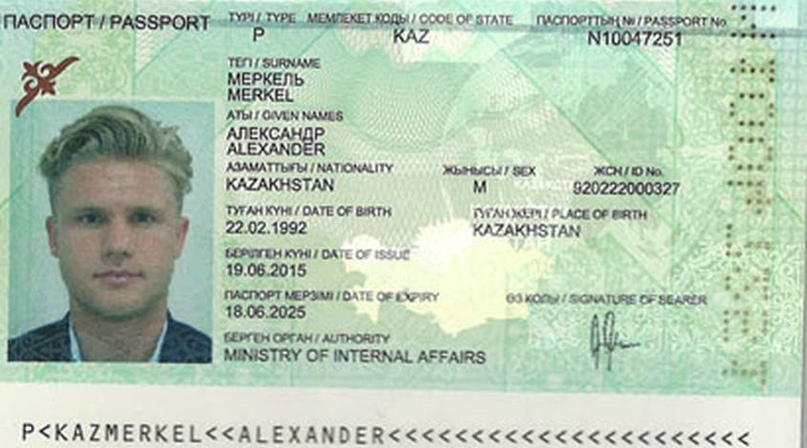 ПАСПОРТ / PASSPORT
ТҮРІ / TYPE МЕМЛЕКЕТ КОДЫ / CODE OF STATE ПАСПОРТТЫҢ № / PASSPORT No
P KAZ N10047251
ТЕГІ / SURNAME
МЕРКЕЛЬ
MERKEL
АТЫ / GIVEN NAMES
АЛЕКСАНДР
ALEXANDER
АЗАМАТТЫҒЫ / NATIONALITY ЖЫНЫСЫ / SEX ЖСН / ID No.
KAZAKHSTAN M 920222000327
ТУҒАН КҮНІ / DATE OF BIRTH ТУҒАН ЖЕРІ / PLACE OF BIRTH
22.02.1992 KAZAKHSTAN
БЕРІЛГЕН КҮНІ / DATE OF ISSUE
19.06.2015
ПАСПОРТ МЕРЗІМІ / DATE OF EXPIRY ӨЗ ҚОЛЫ / SIGNATURE OF BEARER
18.06.2025
БЕРГЕН ОРГАН / AUTHORITY
MINISTRY OF INTERNAL AFFAIRS
P<KAZMERKEL<<ALEXANDER<<<<<<<<<<<<<<<<<<<<<<